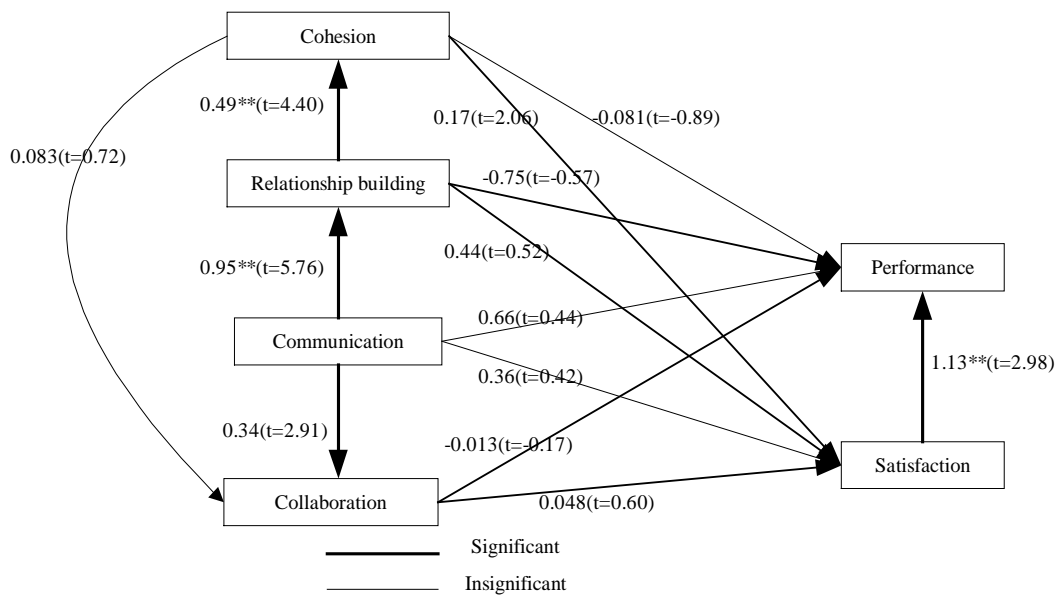 Cohesion
0.49**(t=4.40)
0.17(t=2.06)
-0.081(t=-0.89)
0.083(t=0.72)
Relationship building
-0.75(t=-0.57)
0.44(t=0.52)
0.95**(t=5.76)
Performance
0.66(t=0.44)
Communication
0.36(t=0.42)
1.13**(t=2.98)
0.34(t=2.91)
-0.013(t=-0.17)
Satisfaction
Collaboration
0.048(t=0.60)
Significant
Insignificant